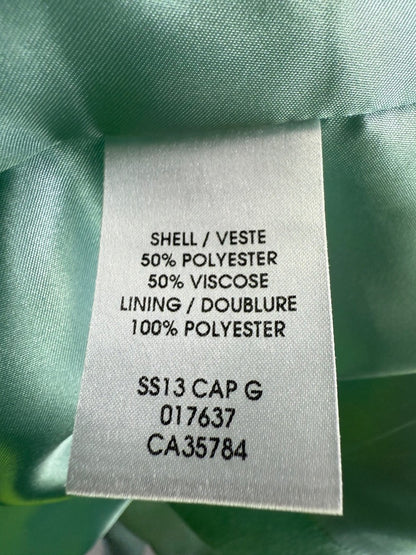 SHELL / VESTE
50% POLYESTER
50% VISCOSE
LINING / DOUBLURE
100% POLYESTER
SS13 CAP G
017637
CA35784